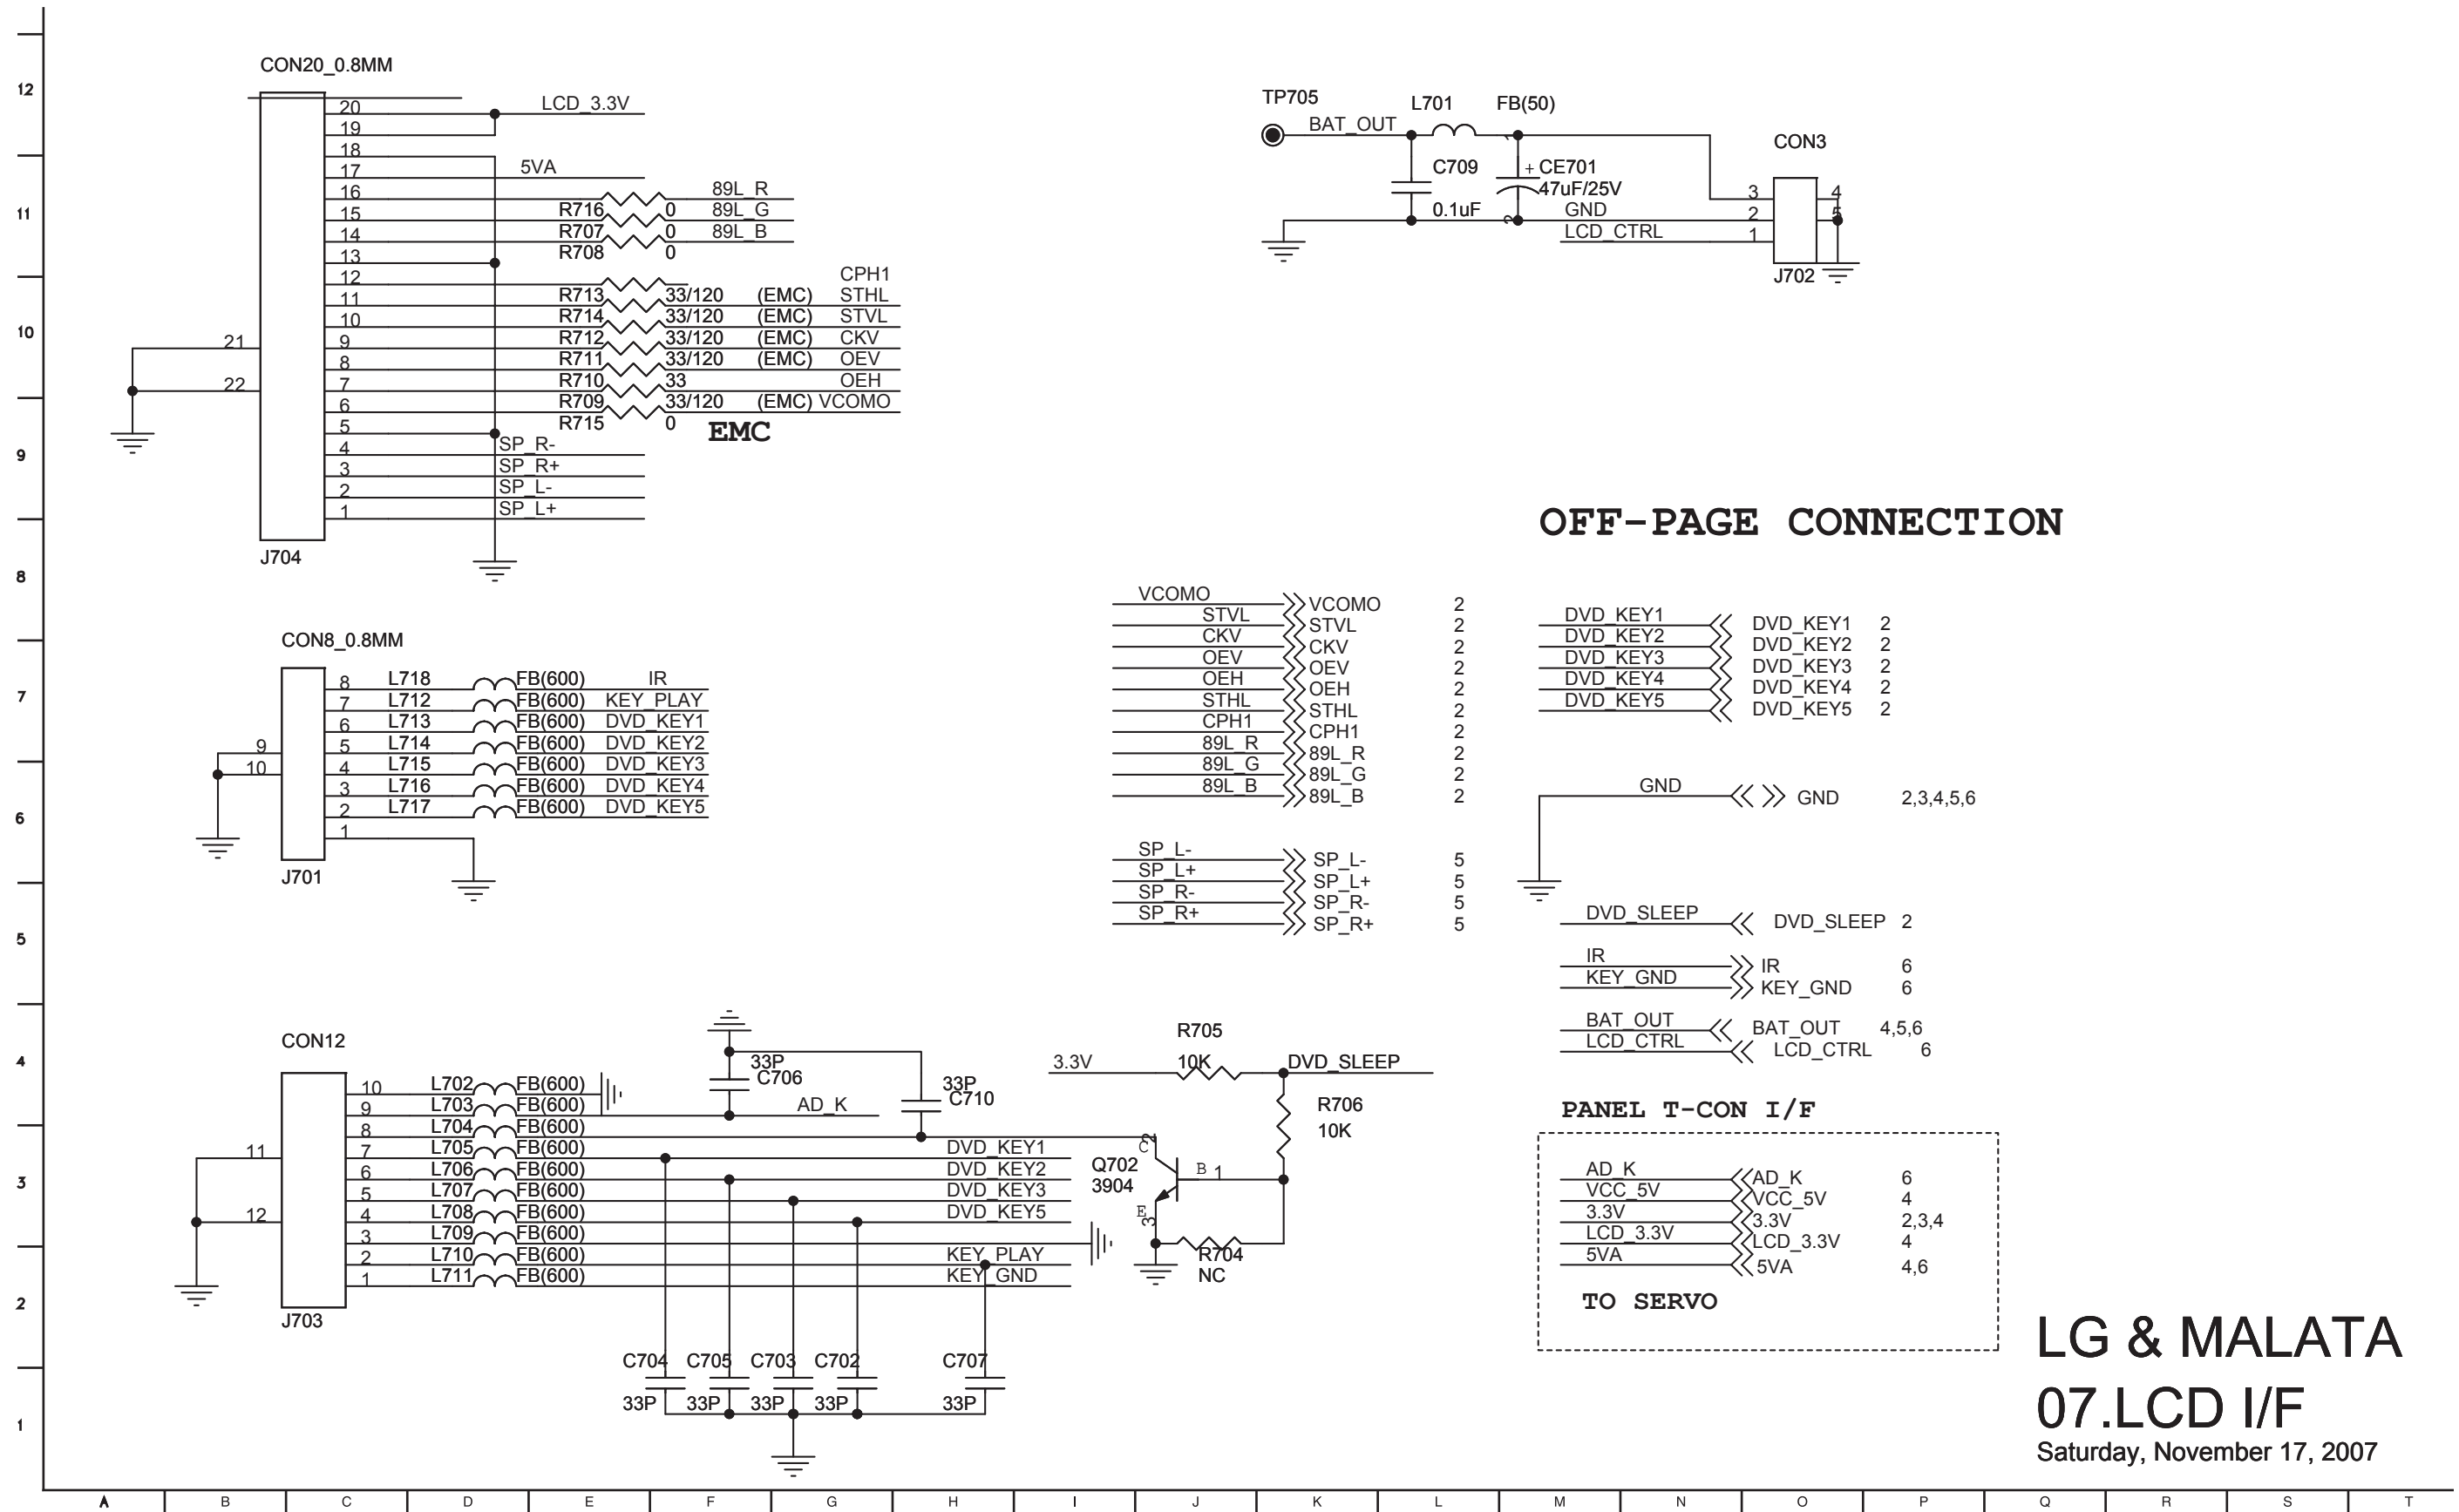 12
11
10
9
8
7
6
5
4
3
2
1
CON20_0.8MM
20
19
18
17
16
15
14
13
12
11
10
9
8
7
6
5
4
3
2
1
21
22
J704
LCD_3.3V
5VA
89L_R
R716 0 89L_G
R707 0 89L_B
R708 0
CPH1
R713 33/120 (EMC) STHL
R714 33/120 (EMC) STVL
R712 33/120 (EMC) CKV
R711 33/120 (EMC) OEV
R710 33 OEH
R709 33/120 (EMC) VCOMO
R715 0 EMC
SP_R-
SP_R+
SP_L-
SP_L+
TP705 L701 FB(50)
BAT_OUT
1
C709
0.1uF
+ CE701
47uF/25V
2
GND
LCD_CTRL
CON3
3 4
2 5
1
J702
CON8_0.8MM
8 L718 FB(600) IR
7 L712 FB(600) KEY_PLAY
6 L713 FB(600) DVD_KEY1
5 L714 FB(600) DVD_KEY2
4 L715 FB(600) DVD_KEY3
3 L716 FB(600) DVD_KEY4
2 L717 FB(600) DVD_KEY5
1
9
10
J701
OFF-PAGE CONNECTION
VCOMO VCOMO 2
STVL STVL 2
CKV CKV 2
OEV OEV 2
OEH OEH 2
STHL STHL 2
CPH1 CPH1 2
89L_R 89L_R 2
89L_G 89L_G 2
89L_B 89L_B 2
SP_L- SP_L- 5
SP_L+ SP_L+ 5
SP_R- SP_R- 5
SP_R+ SP_R+ 5
DVD_KEY1 DVD_KEY1 2
DVD_KEY2 DVD_KEY2 2
DVD_KEY3 DVD_KEY3 2
DVD_KEY4 DVD_KEY4 2
DVD_KEY5 DVD_KEY5 2
GND GND 2,3,4,5,6
DVD_SLEEP DVD_SLEEP 2
IR IR 6
KEY_GND KEY_GND 6
BAT_OUT BAT_OUT 4,5,6
LCD_CTRL LCD_CTRL 6
PANEL T-CON I/F
AD_K AD_K 6
VCC_5V VCC_5V 4
3.3V 3.3V 2,3,4
LCD_3.3V LCD_3.3V 4
5VA 5VA 4,6
TO SERVO
CON12
10 L702 FB(600)
9 L703 FB(600) AD_K
8 L704 FB(600)
7 L705 FB(600) DVD_KEY1
6 L706 FB(600) DVD_KEY2
5 L707 FB(600) DVD_KEY3
4 L708 FB(600) DVD_KEY5
3 L709 FB(600)
2 L710 FB(600) KEY_PLAY
1 L711 FB(600) KEY_GND
11
12
J703
33P
C706
33P
C710
3.3V
R705
10K
DVD_SLEEP
R706
10K
C 2
Q702
3904
B 1
E 3
R704
NC
C704 C705 C703 C702 C707
33P 33P 33P 33P 33P
LG & MALATA
07.LCD I/F
Saturday, November 17, 2007
A B C D E F G H I J K L M N O P Q R S T